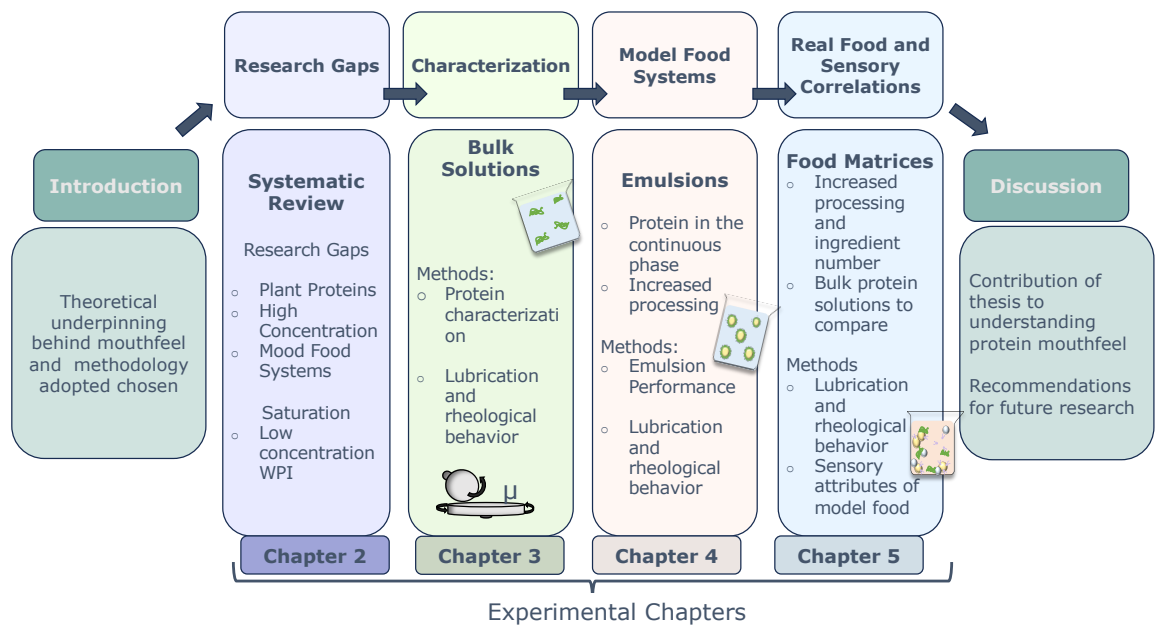 Introduction
Theoretical
underpinning
behind mouthfeel
and methodology
adopted chosen
Research Gaps
Systematic
Review
Research Gaps
○ Plant Proteins
○ High
Concentration
○ Mood Food
Systems
Saturation
○ Low
concentration
WPI
Chapter 2
Characterization
Bulk
Solutions
Methods:
○ Protein
characterizati
on
○ Lubrication
and
rheological
behavior
μ
Chapter 3
Model Food
Systems
Emulsions
○ Protein in the
continuous
phase
○ Increased
processing
Methods:
○ Emulsion
Performance
○ Lubrication
and
rheological
behavior
Chapter 4
Real Food and
Sensory
Correlations
Food Matrices
○ Increased
processing
and
ingredient
number
○ Bulk protein
solutions to
compare
Methods
○ Lubrication
and
rheological
behavior
○ Sensory
attributes of
model food
Chapter 5
Discussion
Contribution of
thesis to
understanding
protein mouthfeel
Recommendations
for future research
Experimental Chapters